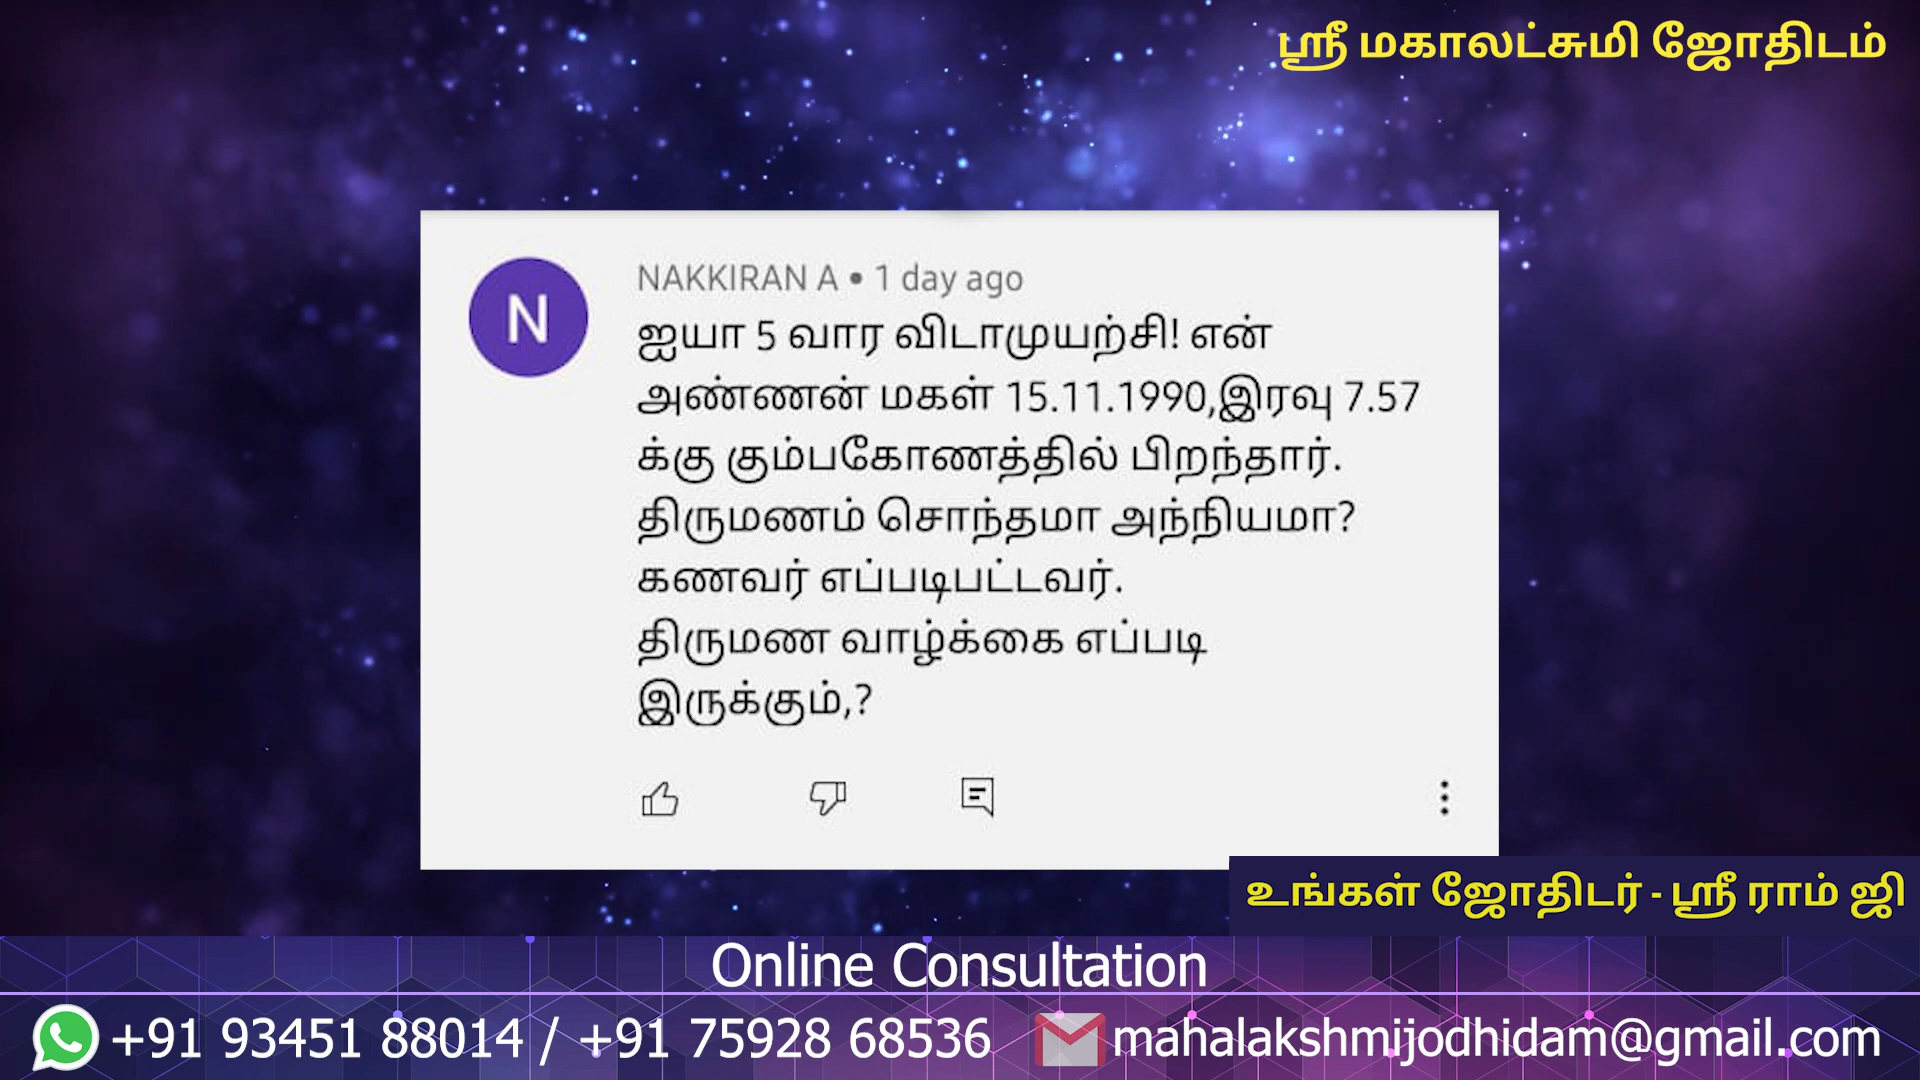 ஸ்ரீ மகாலட்சுமி ஜோதிடம்
N
NAKKIRAN A • 1 day ago
ஐயா 5 வார விடாமுயற்சி! என்
அண்ணன் மகள் 15.11.1990,இரவு 7.57
க்கு கும்பகோணத்தில் பிறந்தார்.
திருமணம் சொந்தமா அந்நியமா?
கணவர் எப்படிபட்டவர்.
திருமண வாழ்க்கை எப்படி
இருக்கும்,?
உங்கள் ஜோதிடர் - ஸ்ரீ ராம் ஜி
Online Consultation
+91 93451 88014 / +91 75928 68536 mahalakshmijodhidam@gmail.com